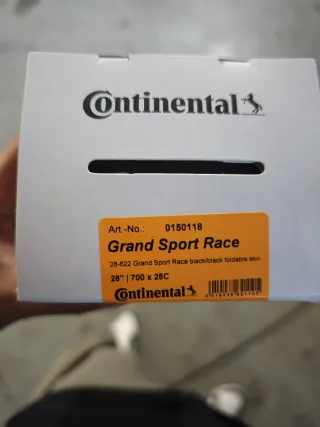 Continental
Art.-No.: 0150118
Grand Sport Race
28-622 Grand Sport Race black/black foldable skin
28" | 700 x 28C
Continental